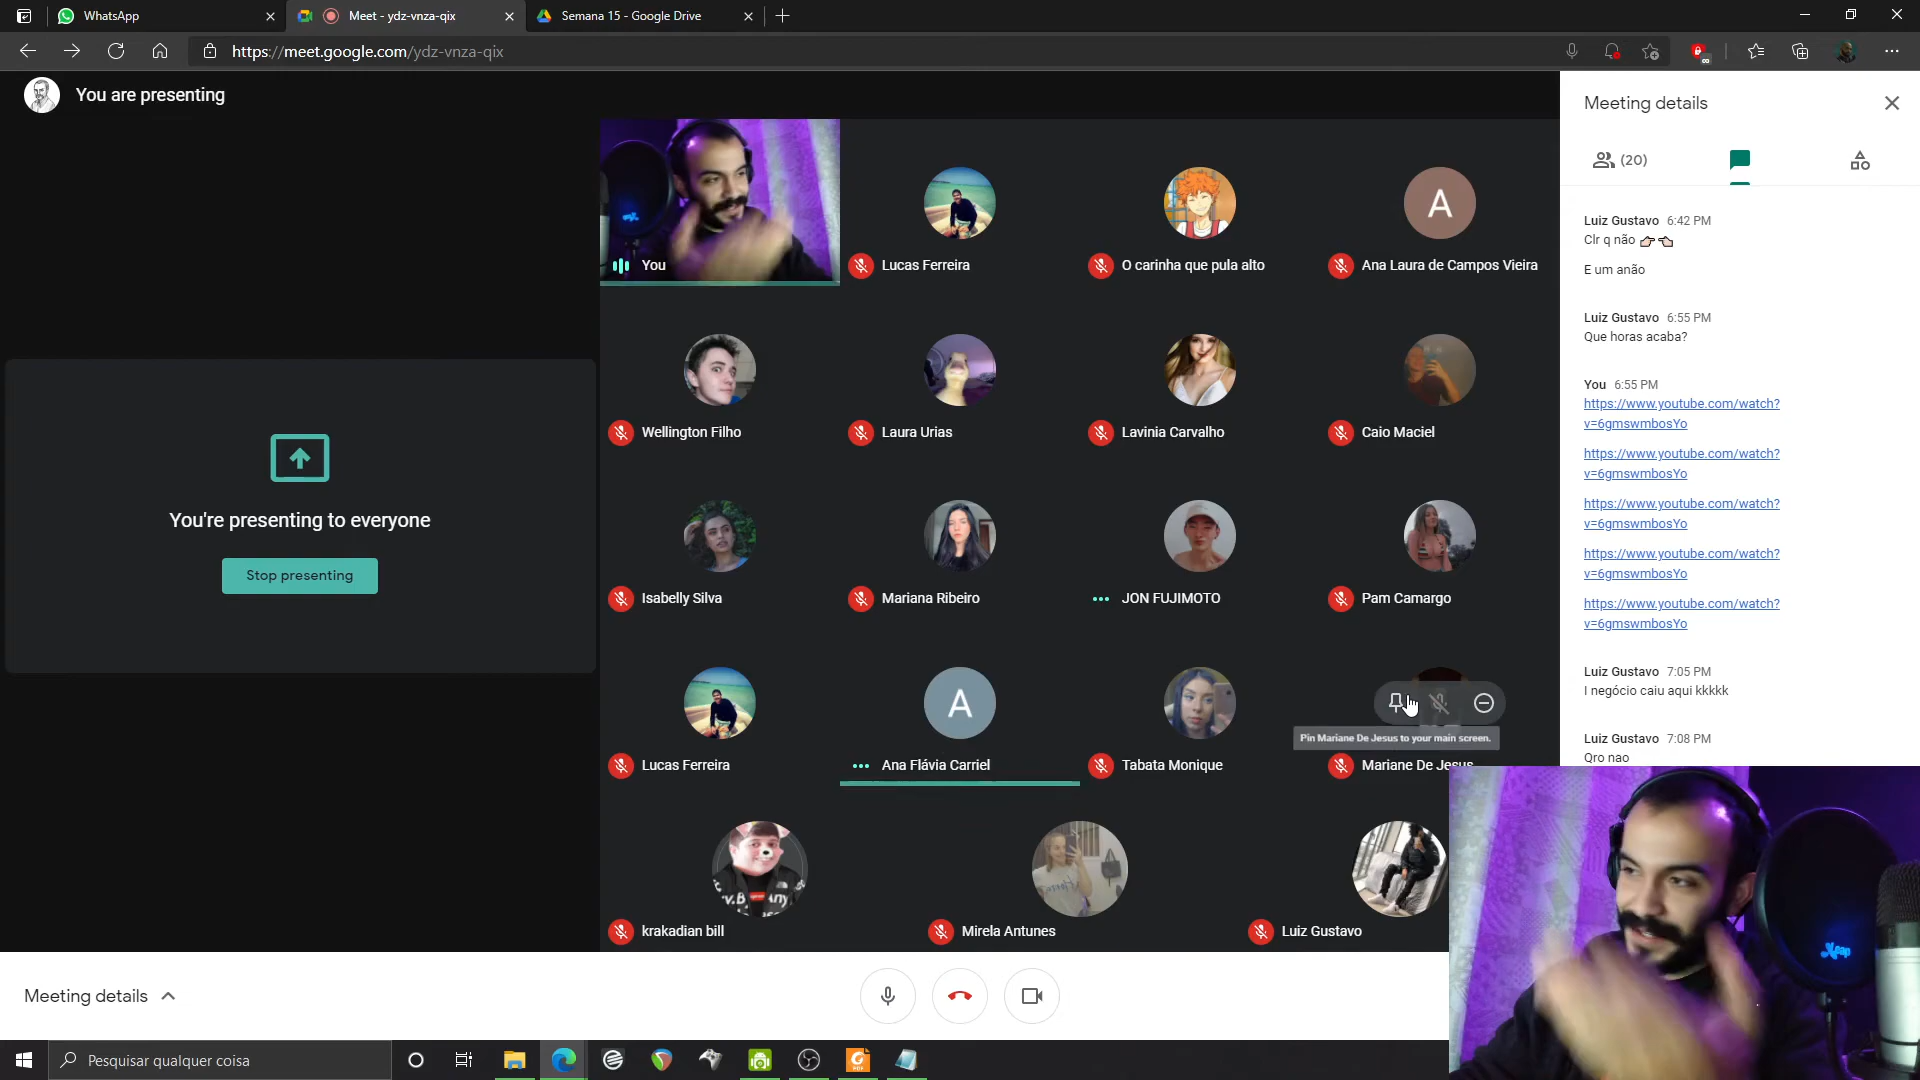 WhatsApp
Meet - ydz-vnza-qix
Semana 15 - Google Drive
https://meet.google.com/ydz-vnza-qix
You are presenting
You're presenting to everyone
Stop presenting
You
Lucas Ferreira
O carinha que pula alto
Ana Laura de Campos Vieira
Wellington Filho
Laura Urias
Lavinia Carvalho
Caio Maciel
Isabelly Silva
Mariana Ribeiro
JON FUJIMOTO
Pam Camargo
A
A
Pin Mariane De Jesus to your main screen.
Lucas Ferreira
Ana Flávia Carriel
Tabata Monique
Mariane De Jesus
krakadian bill
Mirela Antunes
Luiz Gustavo
Meeting details
(20)
Luiz Gustavo 6:42 PM
Clr q não 👉🏻👈🏻
E um anão
Luiz Gustavo 6:55 PM
Que horas acaba?
You 6:55 PM
https://www.youtube.com/watch?
v=6gmswmbosYo
https://www.youtube.com/watch?
v=6gmswmbosYo
https://www.youtube.com/watch?
v=6gmswmbosYo
https://www.youtube.com/watch?
v=6gmswmbosYo
https://www.youtube.com/watch?
v=6gmswmbosYo
Luiz Gustavo 7:05 PM
I negócio caiu aqui kkkkk
Luiz Gustavo 7:08 PM
Qro nao
Meeting details
Pesquisar qualquer coisa